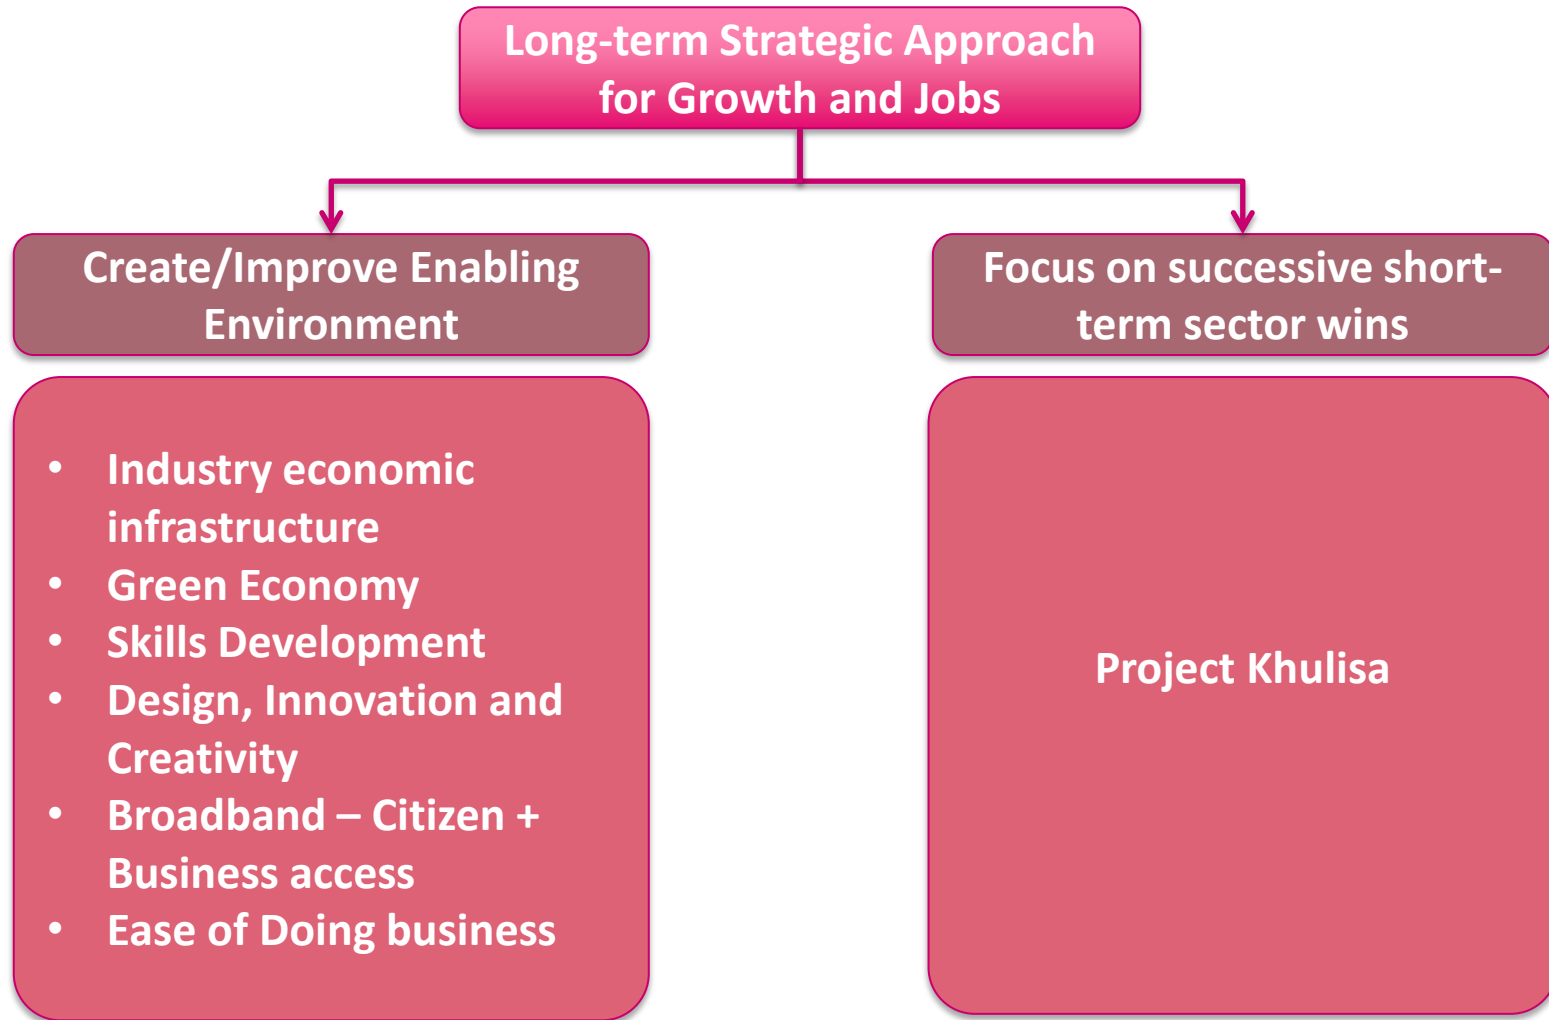 Long-term Strategic Approach
for Growth and Jobs
Create/Improve Enabling
Environment
• Industry economic
infrastructure
• Green Economy
• Skills Development
• Design, Innovation and
Creativity
• Broadband – Citizen +
Business access
• Ease of Doing business
Focus on successive short-
term sector wins
Project Khulisa